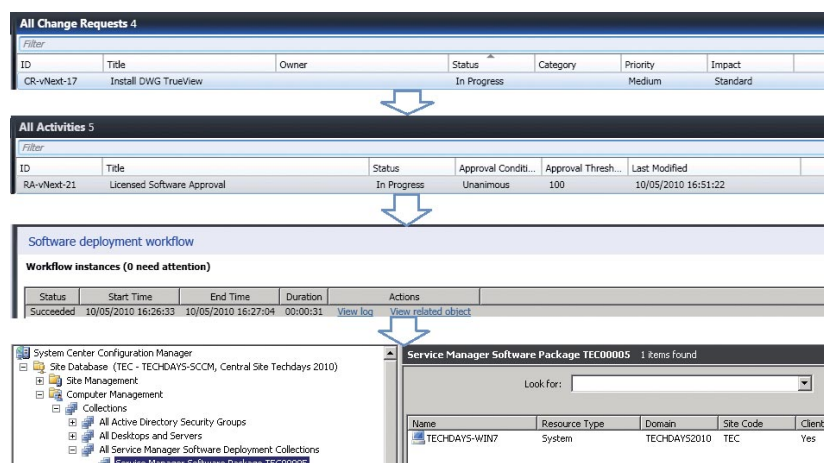 All Change Requests 4
Filter
ID Title Owner Status Category Priority Impact
CR-vNext-17 Install DWG TrueView In Progress Medium Standard
All Activities 5
Filter
ID Title Status Approval Conditi... Approval Thresh... Last Modified
RA-vNext-21 Licensed Software Approval In Progress Unanimous 100 10/05/2010 16:51:22
Software deployment workflow
Workflow instances (0 need attention)
Status Start Time End Time Duration Actions
Succeeded 10/05/2010 16:26:33 10/05/2010 16:27:04 00:00:31 View log View related object
System Center Configuration Manager
Site Database (TEC - TECHDAYS-SCCM, Central Site Techdays 2010)
Site Management
Computer Management
Collections
All Active Directory Security Groups
All Desktops and Servers
All Service Manager Software Deployment Collections
Service Manager Software Package TEC00005
Service Manager Software Package TEC00005 1 items found
Look for:
Name Resource Type Domain Site Code Client
TECHDAYS-WIN7 System TECHDAYS2010 TEC Yes